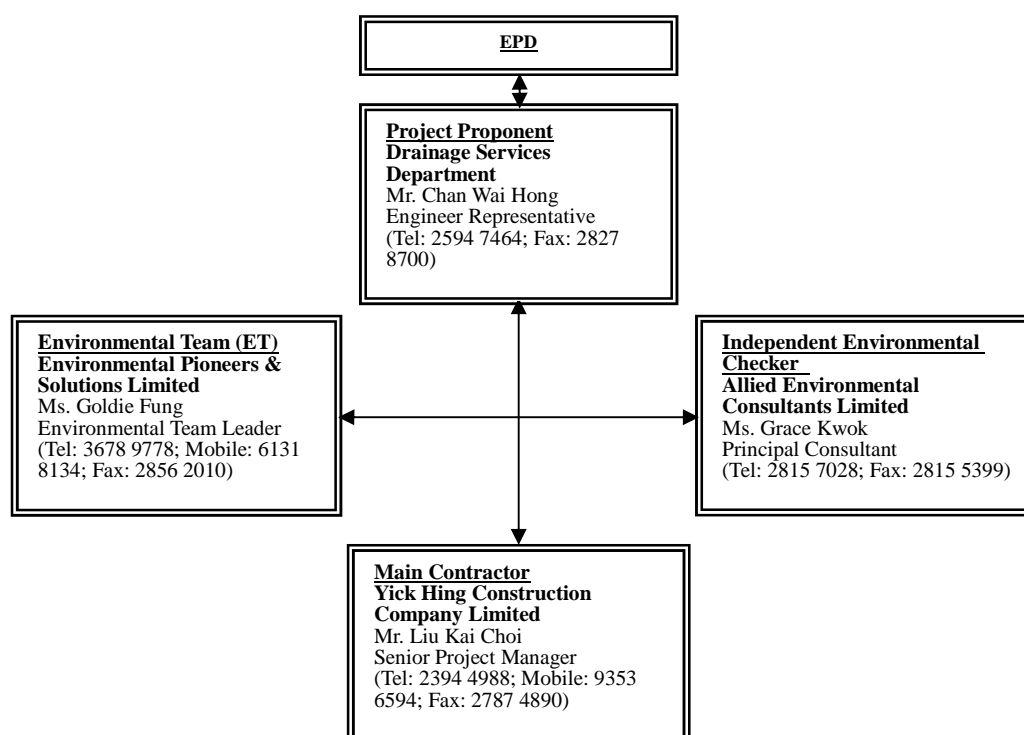 EPD
Project Proponent
Drainage Services
Department
Mr. Chan Wai Hong
Engineer Representative
(Tel: 2594 7464; Fax: 2827
8700)
Environmental Team (ET)
Environmental Pioneers &
Solutions Limited
Ms. Goldie Fung
Environmental Team Leader
(Tel: 3678 9778; Mobile: 6131
8134; Fax: 2856 2010)
Independent Environmental
Checker
Allied Environmental
Consultants Limited
Ms. Grace Kwok
Principal Consultant
(Tel: 2815 7028; Fax: 2815 5399)
Main Contractor
Yick Hing Construction
Company Limited
Mr. Liu Kai Choi
Senior Project Manager
(Tel: 2394 4988; Mobile: 9353
6594; Fax: 2787 4890)